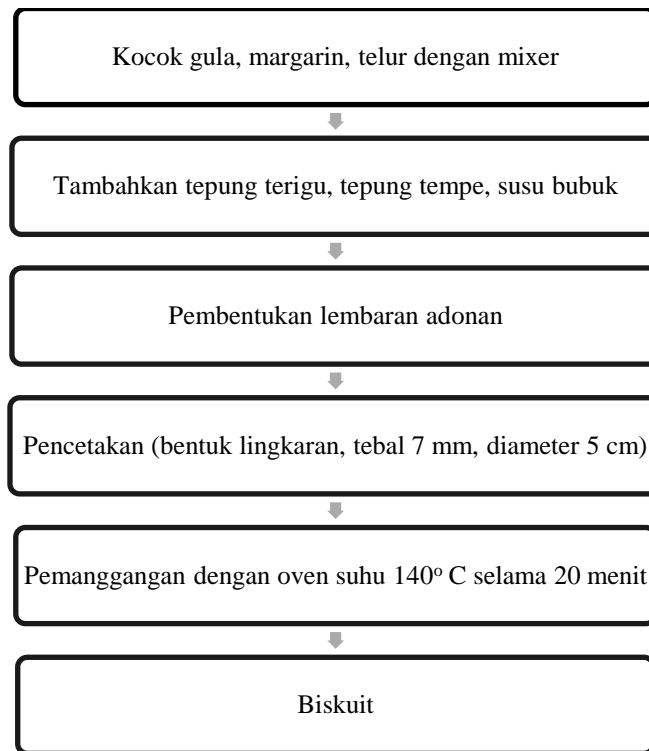 Kocok gula, margarin, telur dengan mixer
Tambahkan tepung terigu, tepung tempe, susu bubuk
Pembentukan lembaran adonan
Pencetakan (bentuk lingkaran, tebal 7 mm, diameter 5 cm)
Pemanggangan dengan oven suhu 140º C selama 20 menit
Biskuit